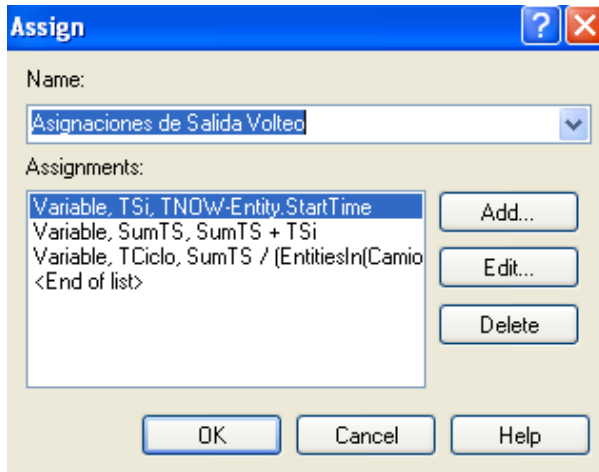 Assign
Name:
Asignaciones de Salida Volteo
Assignments:
Variable, TSi, TNOW-Entity.StartTime
Variable, SumTS, SumTS + TSi
Variable, TCiclo, SumTS / (EntitiesIn(Camio
<End of list>
Add...
Edit...
Delete
OK
Cancel
Help